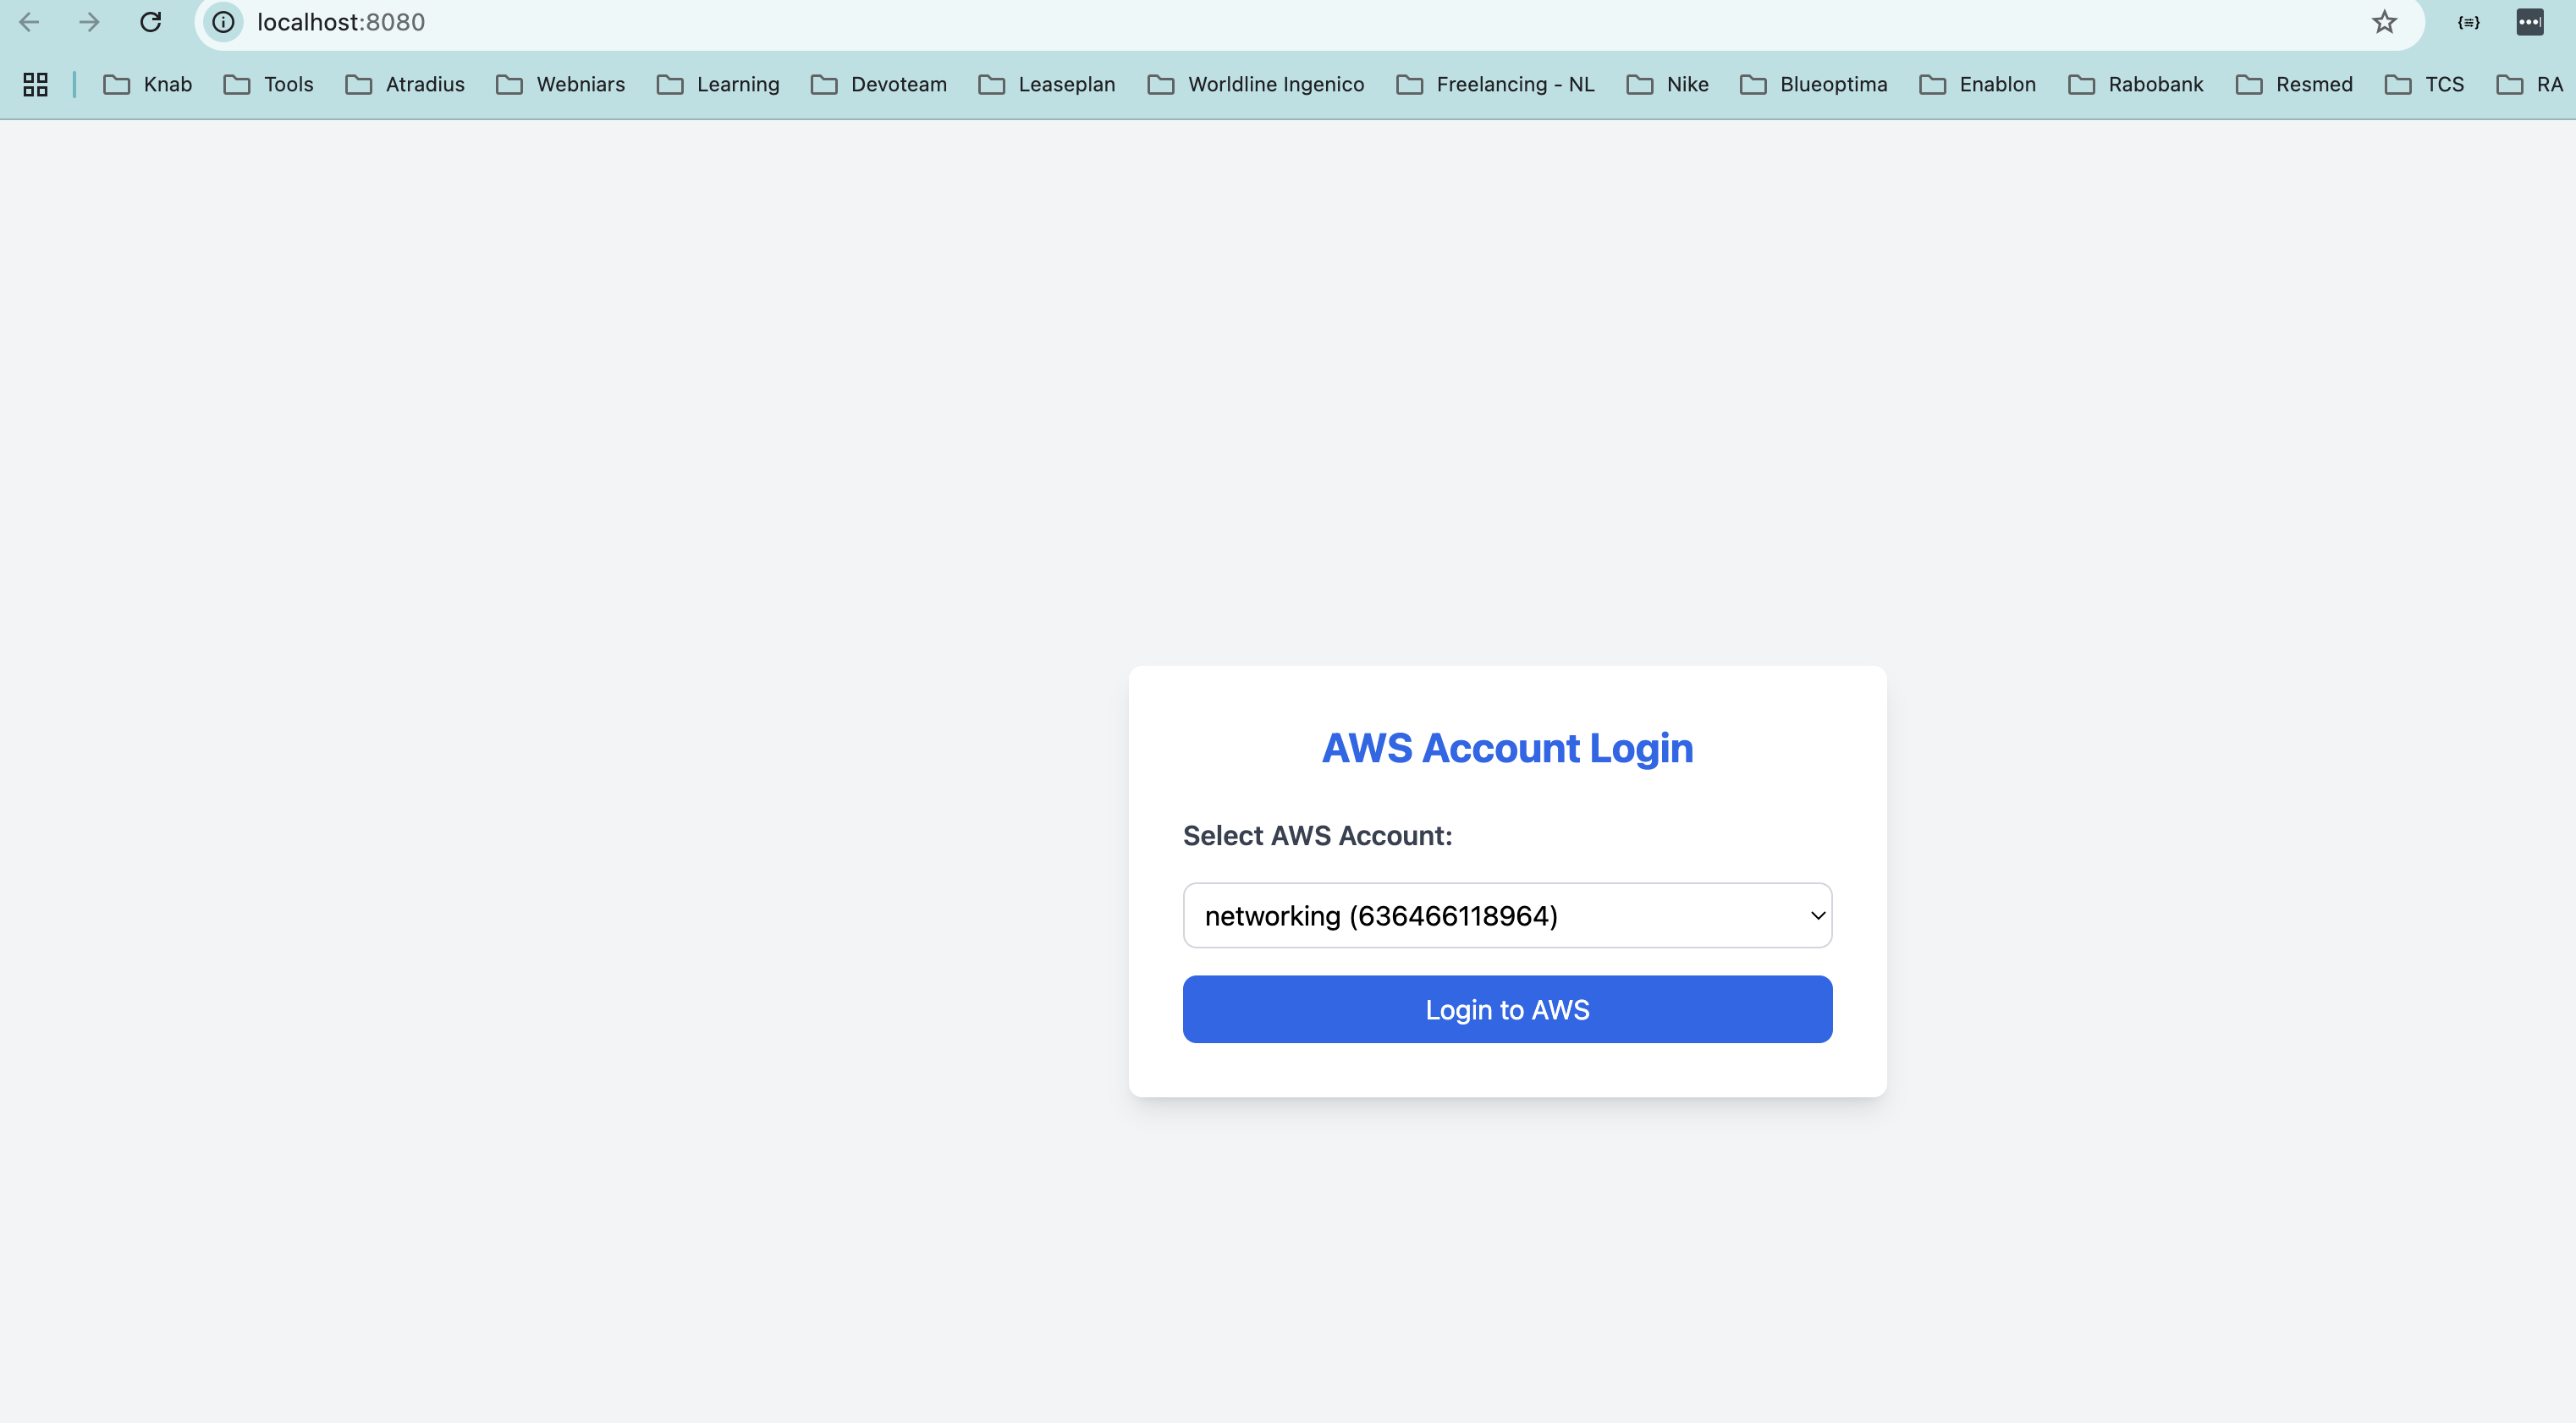 localhost:8080
Knab Tools Atradius Webniars Learning Devoteam Leaseplan Worldline Ingenico Freelancing - NL Nike Blueoptima Enablon Rabobank Resmed TCS RA
AWS Account Login
Select AWS Account:
networking (636466118964)
Login to AWS